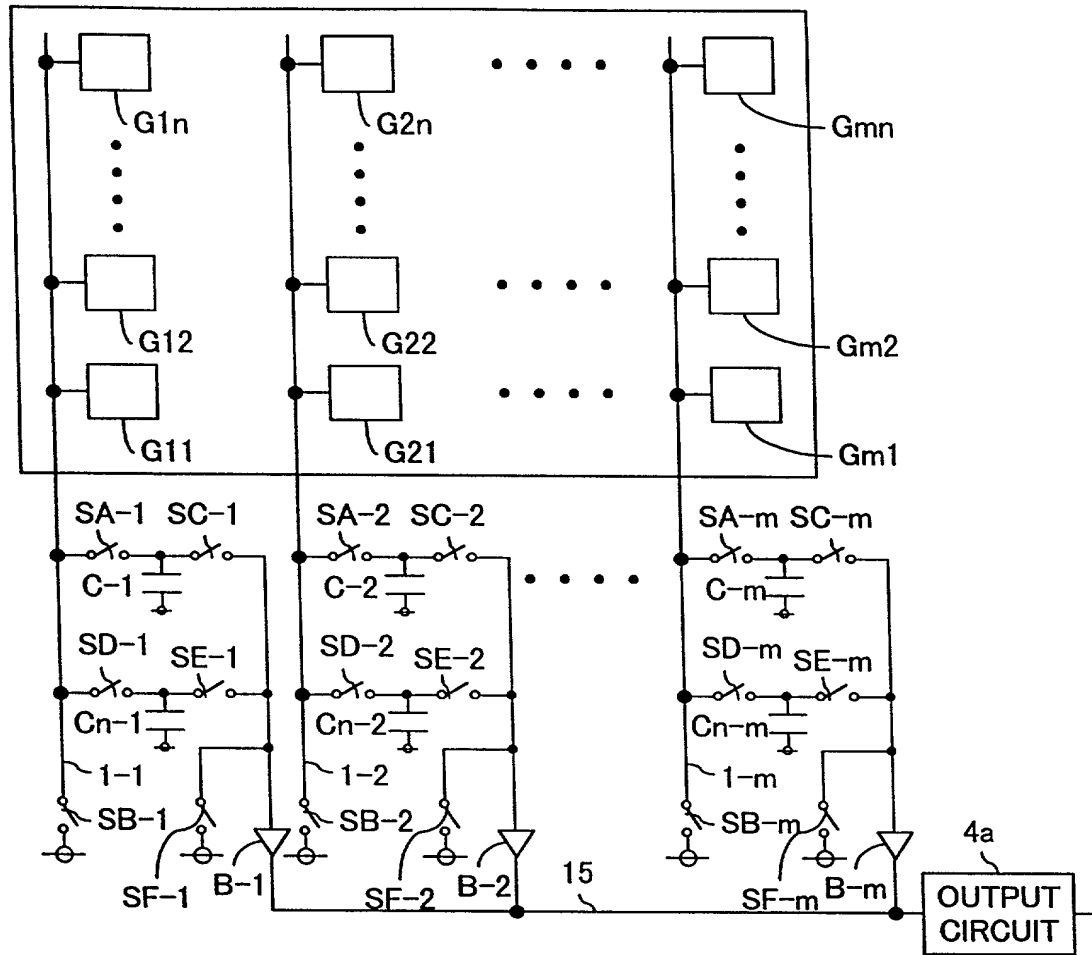 G1n G2n Gmn
G12 G22 Gm2
G11 G21 Gm1
SA-1 SC-1 SA-2 SC-2 SA-m SC-m
C-1 C-2 C-m
SD-1 SE-1 SD-2 SE-2 SD-m SE-m
Cn-1 Cn-2 Cn-m
1-1 1-2 1-m
SB-1 SB-2 SB-m
SF-1 B-1 SF-2 B-2 15 SF-m B-m 4a
OUTPUT
CIRCUIT